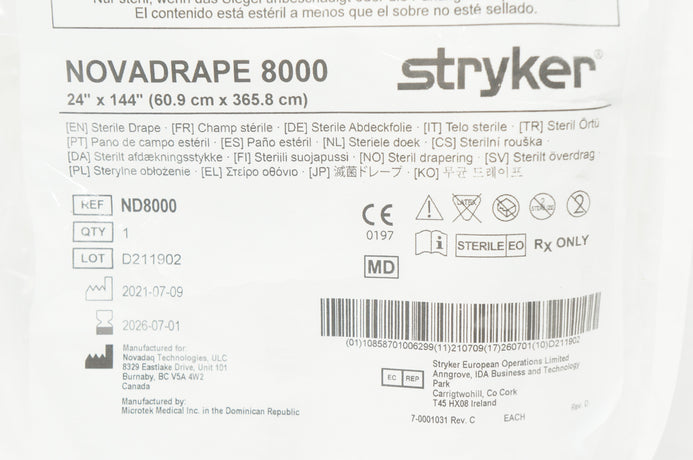 El contenido está estéril a menos que el sobre no esté sellado.
NOVADRAPE 8000
stryker®
24" x 144" (60.9 cm x 365.8 cm)
[EN] Sterile Drape · [FR] Champ stérile · [DE] Sterile Abdeckfolie · [IT] Telo sterile · [TR] Steril Örtü
[PT] Pano de campo estéril · [ES] Paño estéril · [NL] Steriele doek · [CS] Sterilní rouška ·
[DA] Sterilt afdækningsstykke · [FI] Steriili suojapussi · [NO] Steril drapering · [SV] Sterilt överdrag
[PL] Sterylne obłożenie · [EL] Στείρο οθόνιο · [JP] 滅菌ドレープ · [KO] 무균 드레이프
REF ND8000
QTY 1
LOT D211902
2021-07-09
2026-07-01
CE
0197
LATEX
2
STERILE EO
Rx ONLY
MD
(01)10858701006299(11)210709(17)260701(10)D211902
Manufactured for:
Novadaq Technologies, ULC
8329 Eastlake Drive, Unit 101
Burnaby, BC V5A 4W2
Canada
Manufactured by:
Microtek Medical Inc. in the Dominican Republic
EC REP
Stryker European Operations Limited
Anngrove, IDA Business and Technology
Park
Carrigtwohill, Co Cork
T45 HX08 Ireland
7-0001031 Rev. C
EACH
Rev. D